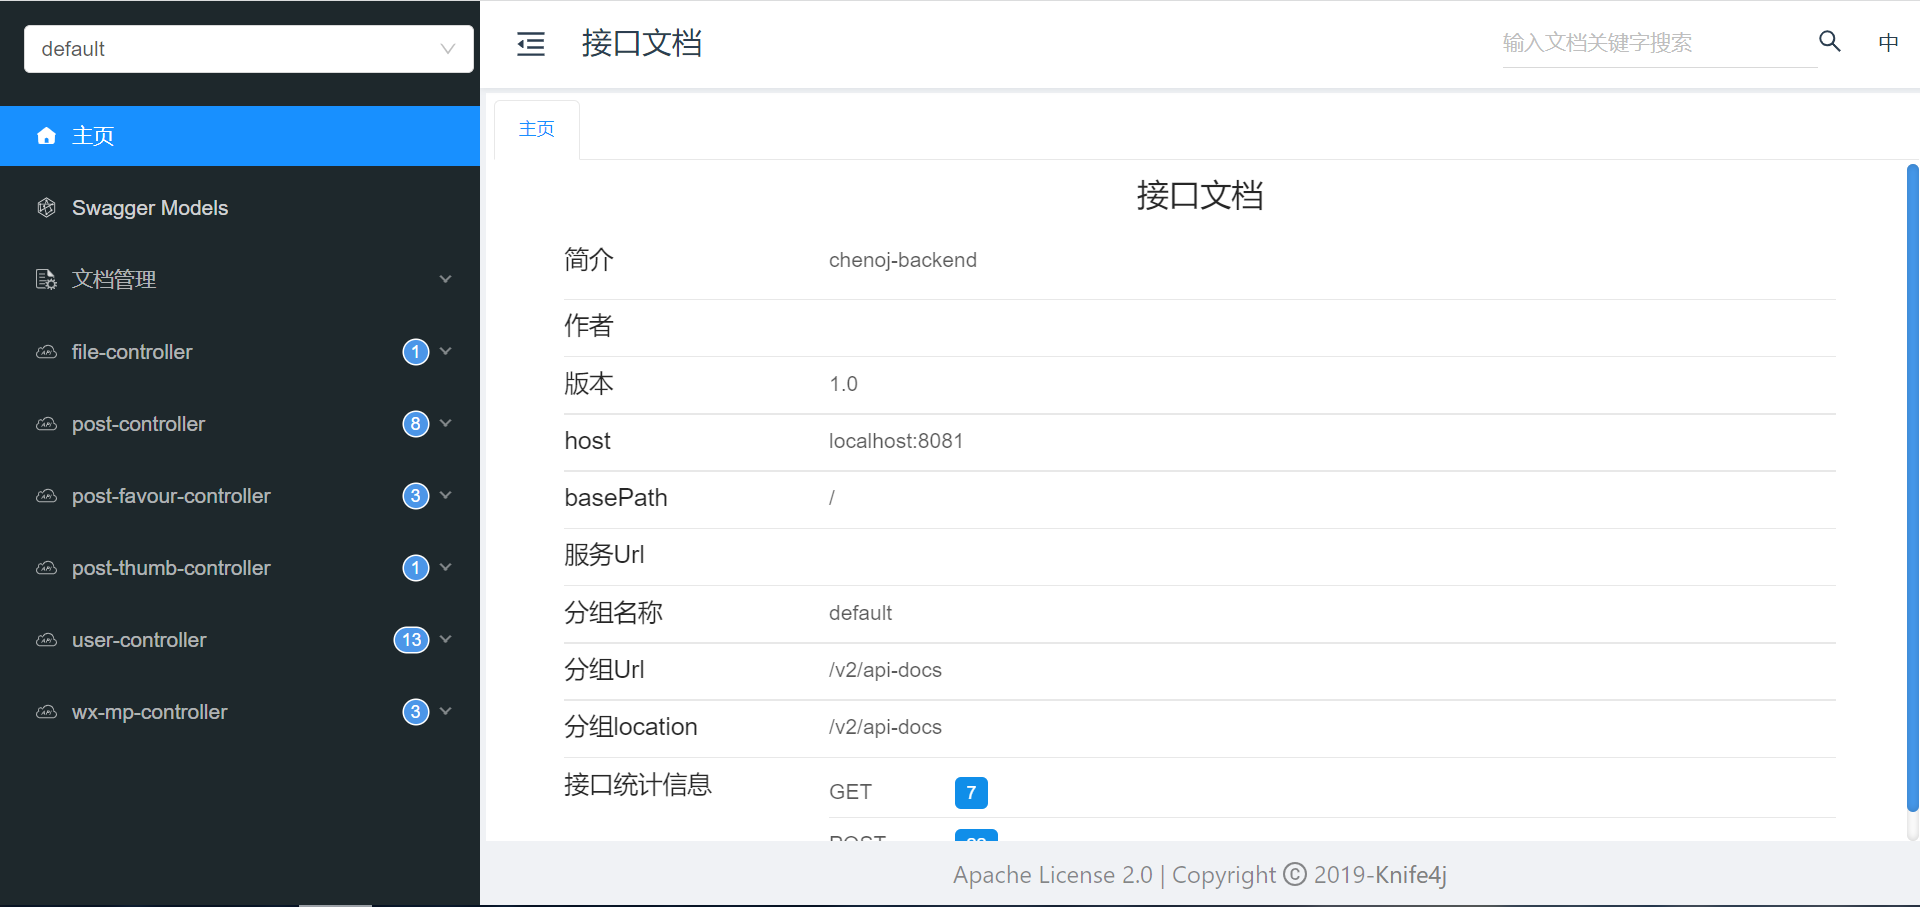 default
主页
Swagger Models
文档管理
file-controller 1
post-controller 8
post-favour-controller 3
post-thumb-controller 1
user-controller 13
wx-mp-controller 3
接口文档
输入文档关键字搜索
中
主页
接口文档
简介 chenoj-backend
作者
版本 1.0
host localhost:8081
basePath /
服务Url
分组名称 default
分组Url /v2/api-docs
分组location /v2/api-docs
接口统计信息 GET 7
POST
Apache License 2.0 | Copyright © 2019-Knife4j